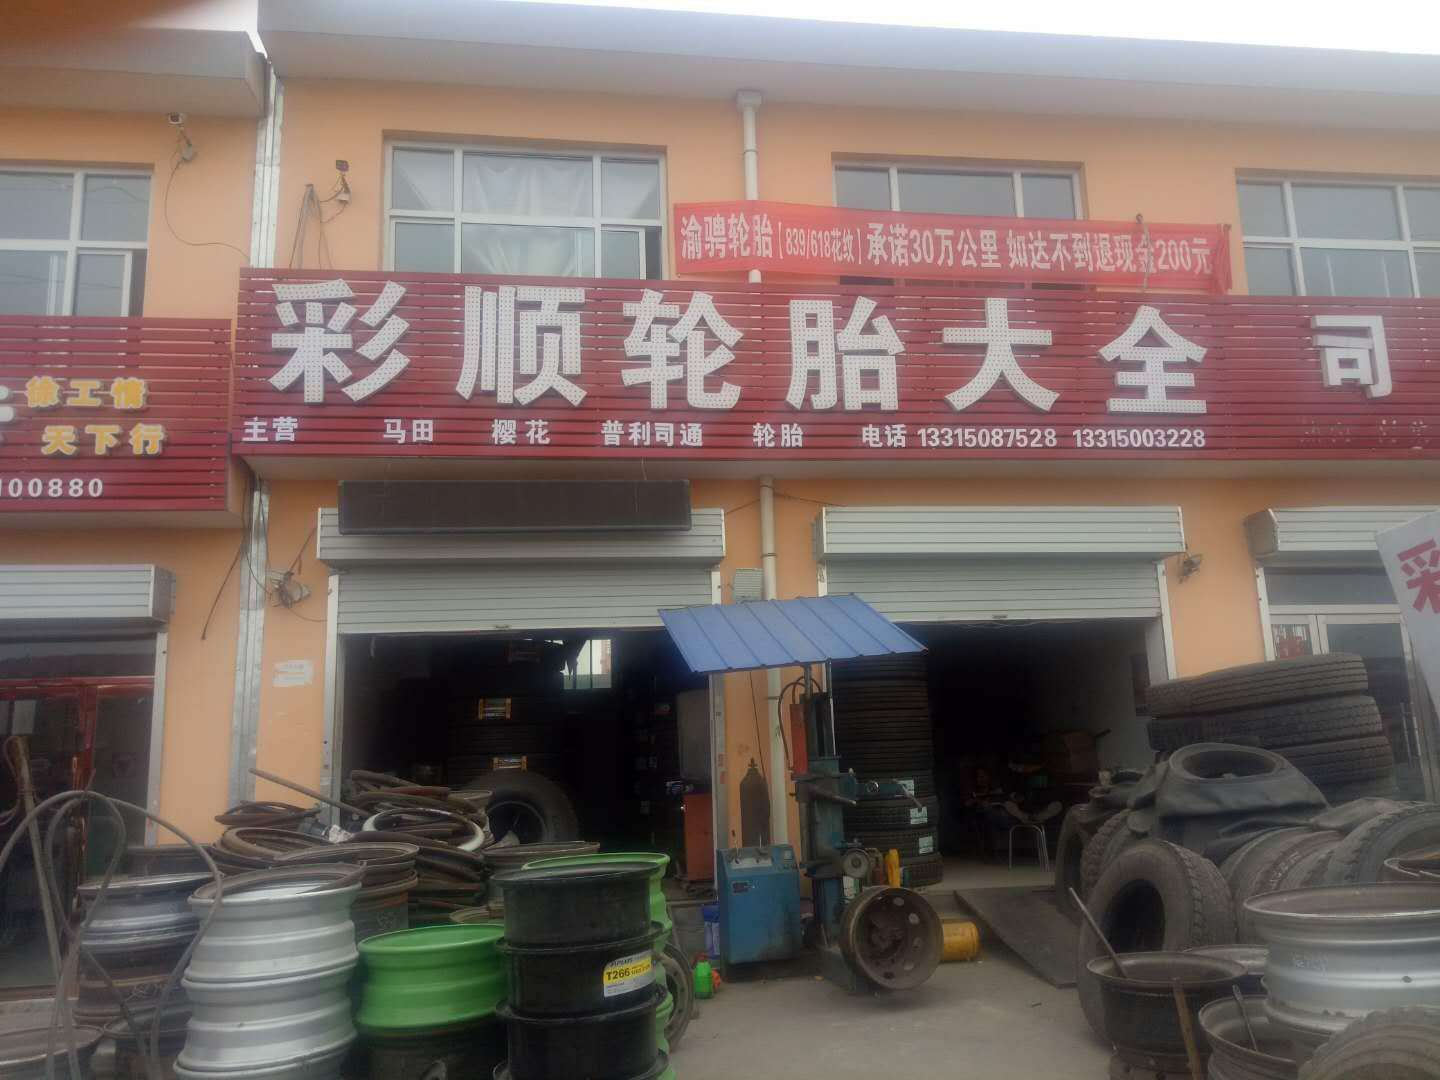 渝骋轮胎【839/618花纹】承诺30万公里 如达不到退现金200元
彩顺轮胎大全 司
主营 马田 樱花 普利司通 轮胎 电话 13315087528 13315003228
徐工情
天下行
100880
彩
T266